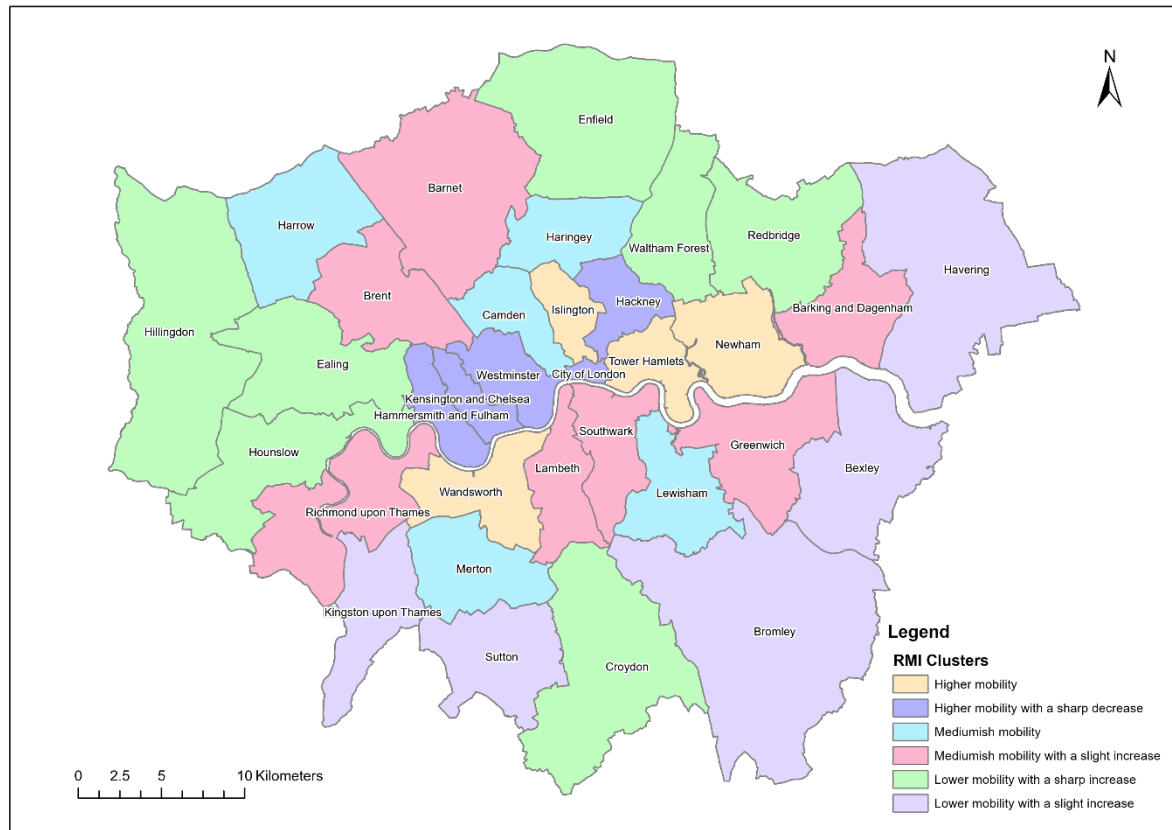 N
Enfield
Barnet
Harrow
Haringey
Waltham Forest
Redbridge
Havering
Brent
Camden
Islington
Hackney
Barking and Dagenham
Hillingdon
Ealing
Westminster
City of London
Tower Hamlets
Newham
Kensington and Chelsea
Hammersmith and Fulham
Hounslow
Southwark
Greenwich
Lambeth
Bexley
Wandsworth
Lewisham
Richmond upon Thames
Merton
Kingston upon Thames
Sutton
Croydon
Bromley
Legend
RMI Clusters
Higher mobility
Higher mobility with a sharp decrease
Mediumish mobility
Mediumish mobility with a slight increase
Lower mobility with a sharp increase
Lower mobility with a slight increase
0 2.5 5 10 Kilometers